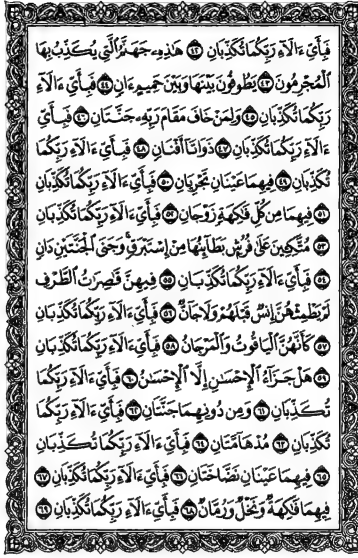 فَبِأَيِّ ءَالَآءِ رَبِّكُمَا تُكَذِّبَانِ ٤٢ هَٰذِهِۦ جَهَنَّمُ ٱلَّتِى يُكَذِّبُ بِهَا
ٱلْمُجْرِمُونَ ٤٣ يَطُوفُونَ بَيْنَهَا وَبَيْنَ حَمِيمٍ ءَانٍ ٤٤ فَبِأَيِّ ءَالَآءِ
رَبِّكُمَا تُكَذِّبَانِ ٤٥ وَلِمَنْ خَافَ مَقَامَ رَبِّهِۦ جَنَّتَانِ ٤٦ فَبِأَيِّ
ءَالَآءِ رَبِّكُمَا تُكَذِّبَانِ ٤٧ ذَوَاتَآ أَفْنَانٍ ٤٨ فَبِأَيِّ ءَالَآءِ رَبِّكُمَا
تُكَذِّبَانِ ٤٩ فِيهِمَا عَيْنَانِ تَجْرِيَانِ ٥٠ فَبِأَيِّ ءَالَآءِ رَبِّكُمَا تُكَذِّبَانِ
٥١ فِيهِمَا مِن كُلِّ فَٰكِهَةٍ زَوْجَانِ ٥٢ فَبِأَيِّ ءَالَآءِ رَبِّكُمَا تُكَذِّبَانِ
٥٣ مُتَّكِـِٔينَ عَلَىٰ فُرُشٍۭ بَطَآئِنُهَا مِنْ إِسْتَبْرَقٍ ۚ وَجَنَى ٱلْجَنَّتَيْنِ دَانٍ
٥٤ فَبِأَيِّ ءَالَآءِ رَبِّكُمَا تُكَذِّبَانِ ٥٥ فِيهِنَّ قَٰصِرَٰتُ ٱلطَّرْفِ
لَمْ يَطْمِثْهُنَّ إِنسٌ قَبْلَهُمْ وَلَا جَآنٌّ ٥٦ فَبِأَيِّ ءَالَآءِ رَبِّكُمَا تُكَذِّبَانِ
٥٧ كَأَنَّهُنَّ ٱلْيَاقُوتُ وَٱلْمَرْجَانُ ٥٨ فَبِأَيِّ ءَالَآءِ رَبِّكُمَا تُكَذِّبَانِ
٥٩ هَلْ جَزَآءُ ٱلْإِحْسَٰنِ إِلَّا ٱلْإِحْسَٰنُ ٦٠ فَبِأَيِّ ءَالَآءِ رَبِّكُمَا
تُكَذِّبَانِ ٦١ وَمِن دُونِهِمَا جَنَّتَانِ ٦٢ فَبِأَيِّ ءَالَآءِ رَبِّكُمَا
تُكَذِّبَانِ ٦٣ مُدْهَآمَّتَانِ ٦٤ فَبِأَيِّ ءَالَآءِ رَبِّكُمَا تُكَذِّبَانِ
٦٥ فِيهِمَا عَيْنَانِ نَضَّاخَتَانِ ٦٦ فَبِأَيِّ ءَالَآءِ رَبِّكُمَا تُكَذِّبَانِ ٦٧
فِيهِمَا فَٰكِهَةٌ وَنَخْلٌ وَرُمَّانٌ ٦٨ فَبِأَيِّ ءَالَآءِ رَبِّكُمَا تُكَذِّبَانِ ٦٩